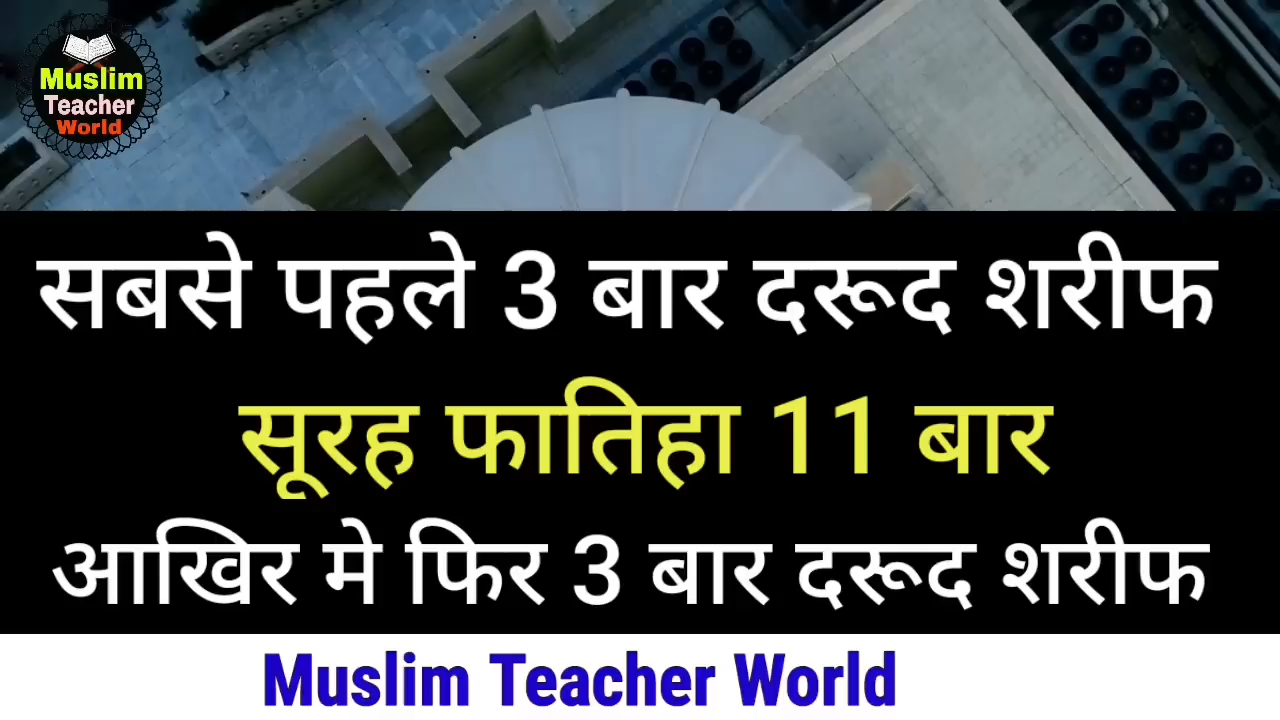 Muslim
Teacher
World
सबसे पहले 3 बार दरूद शरीफ
सूरह फातिहा 11 बार
आखिर मे फिर 3 बार दरूद शरीफ
Muslim Teacher World